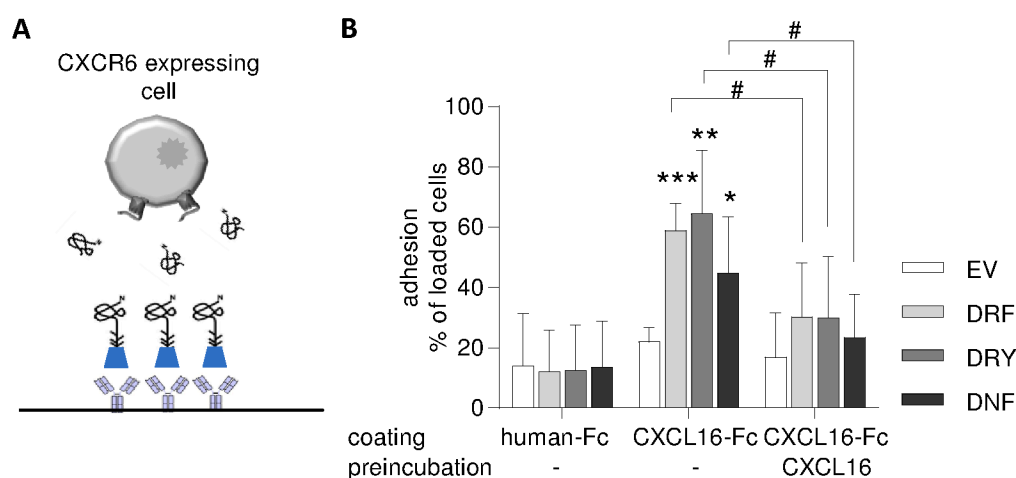 A
CXCR6 expressing
cell
B
adhesion
% of loaded cells
100
80
60
40
20
0
#
#
#
***
**
*
EV
DRF
DRY
DNF
coating human-Fc CXCL16-Fc CXCL16-Fc
preincubation - - CXCL16